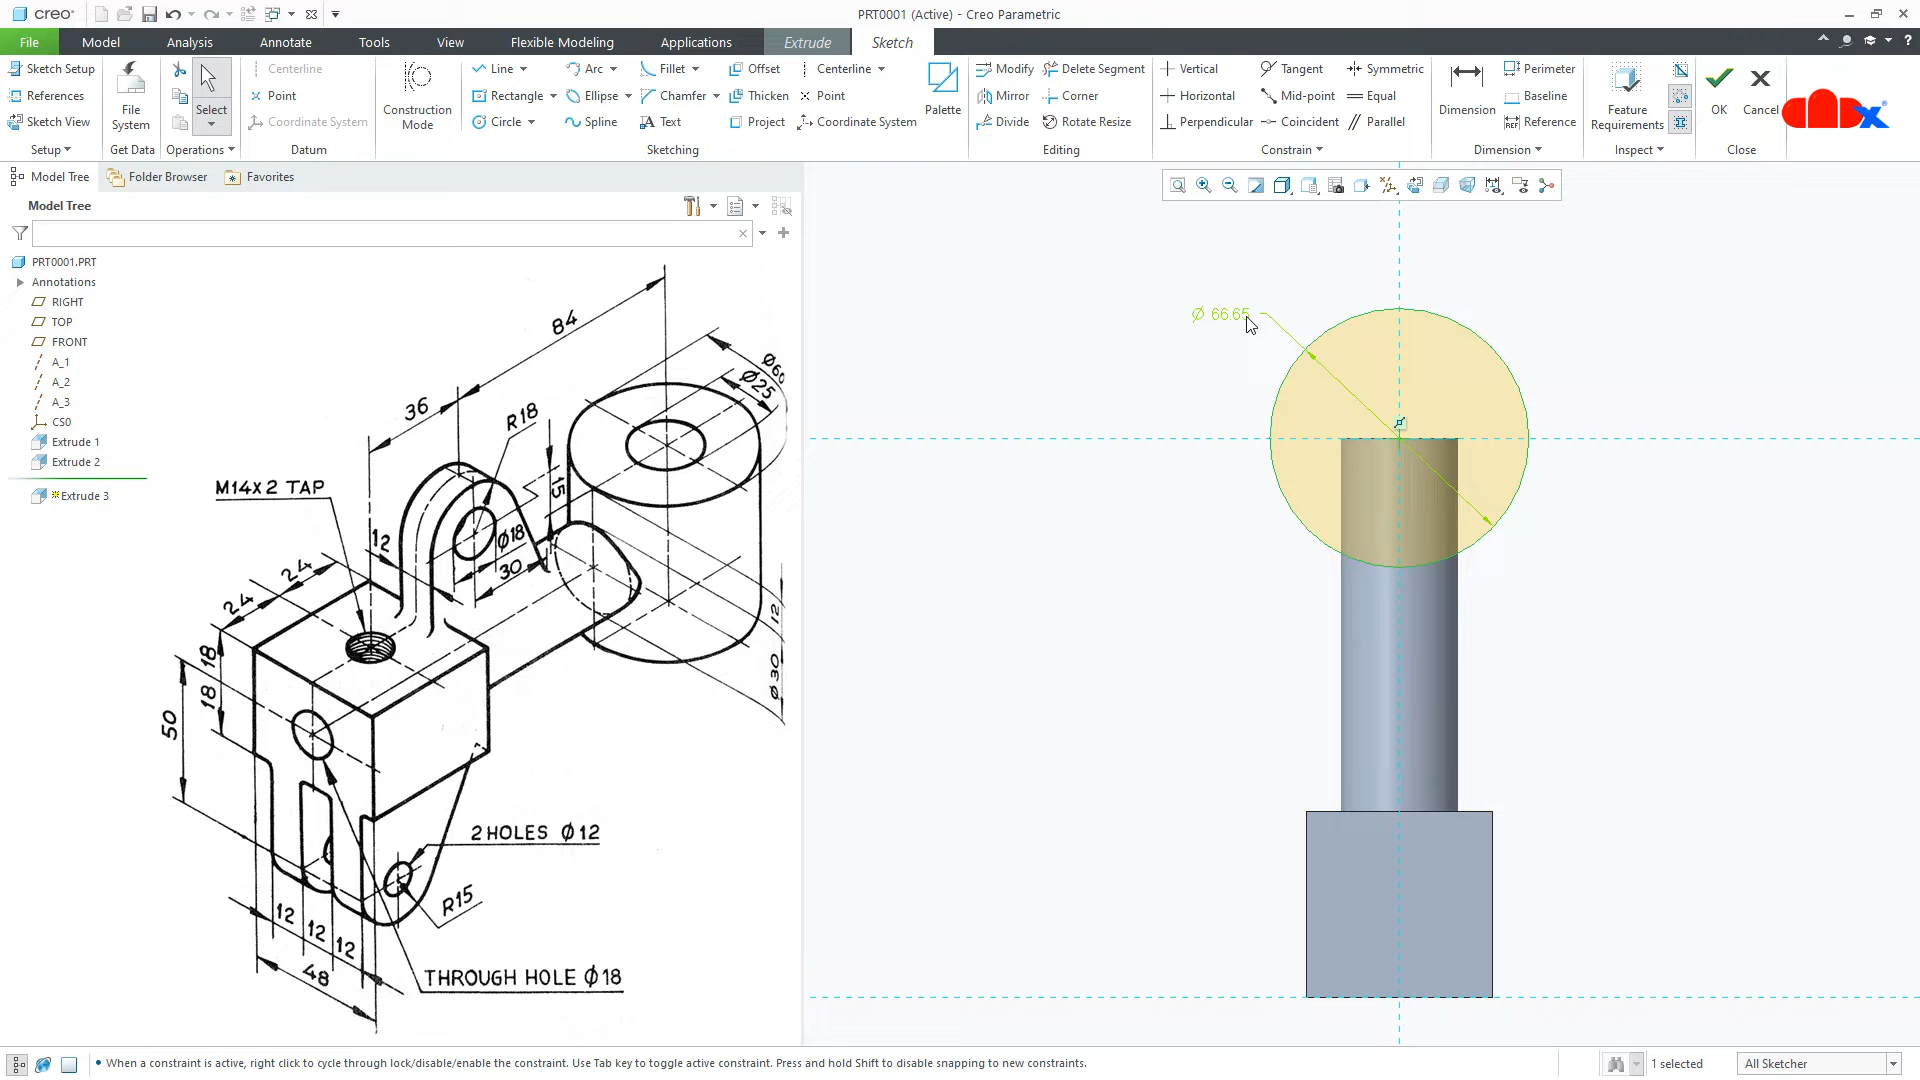 creo
PRT0001 (Active) - Creo Parametric
File
Model
Analysis
Annotate
Tools
View
Flexible Modeling
Applications
Extrude
Sketch
Sketch Setup
References
Sketch View
Setup
File System
Get Data
Select
Operations
Centerline
Point
Coordinate System
Datum
Construction Mode
Line
Arc
Fillet
Offset
Centerline
Rectangle
Ellipse
Chamfer
Thicken
Point
Circle
Spline
Text
Project
Coordinate System
Palette
Sketching
Modify
Delete Segment
Mirror
Corner
Divide
Rotate Resize
Editing
Vertical
Tangent
Symmetric
Horizontal
Mid-point
Equal
Perpendicular
Coincident
Parallel
Constrain
Dimension
Perimeter
Baseline
REF
Reference
Dimension
Feature Requirements
Inspect
OK
Cancel
Close
Model Tree
Folder Browser
Favorites
Model Tree
PRT0001.PRT
Annotations
RIGHT
TOP
FRONT
A_1
A_2
A_3
CS0
Extrude 1
Extrude 2
Extrude 3
84
36
R18
Ø60
Ø25
15
M14X2 TAP
Ø18
12
30
24
24
18
18
50
12
Ø30
2 HOLES Ø12
R15
12
12
12
48
THROUGH HOLE Ø18
Ø 66.65
When a constraint is active, right click to cycle through lock/disable/enable the constraint. Use Tab key to toggle active constraint. Press and hold Shift to disable snapping to new constraints.
1 selected
All Sketcher